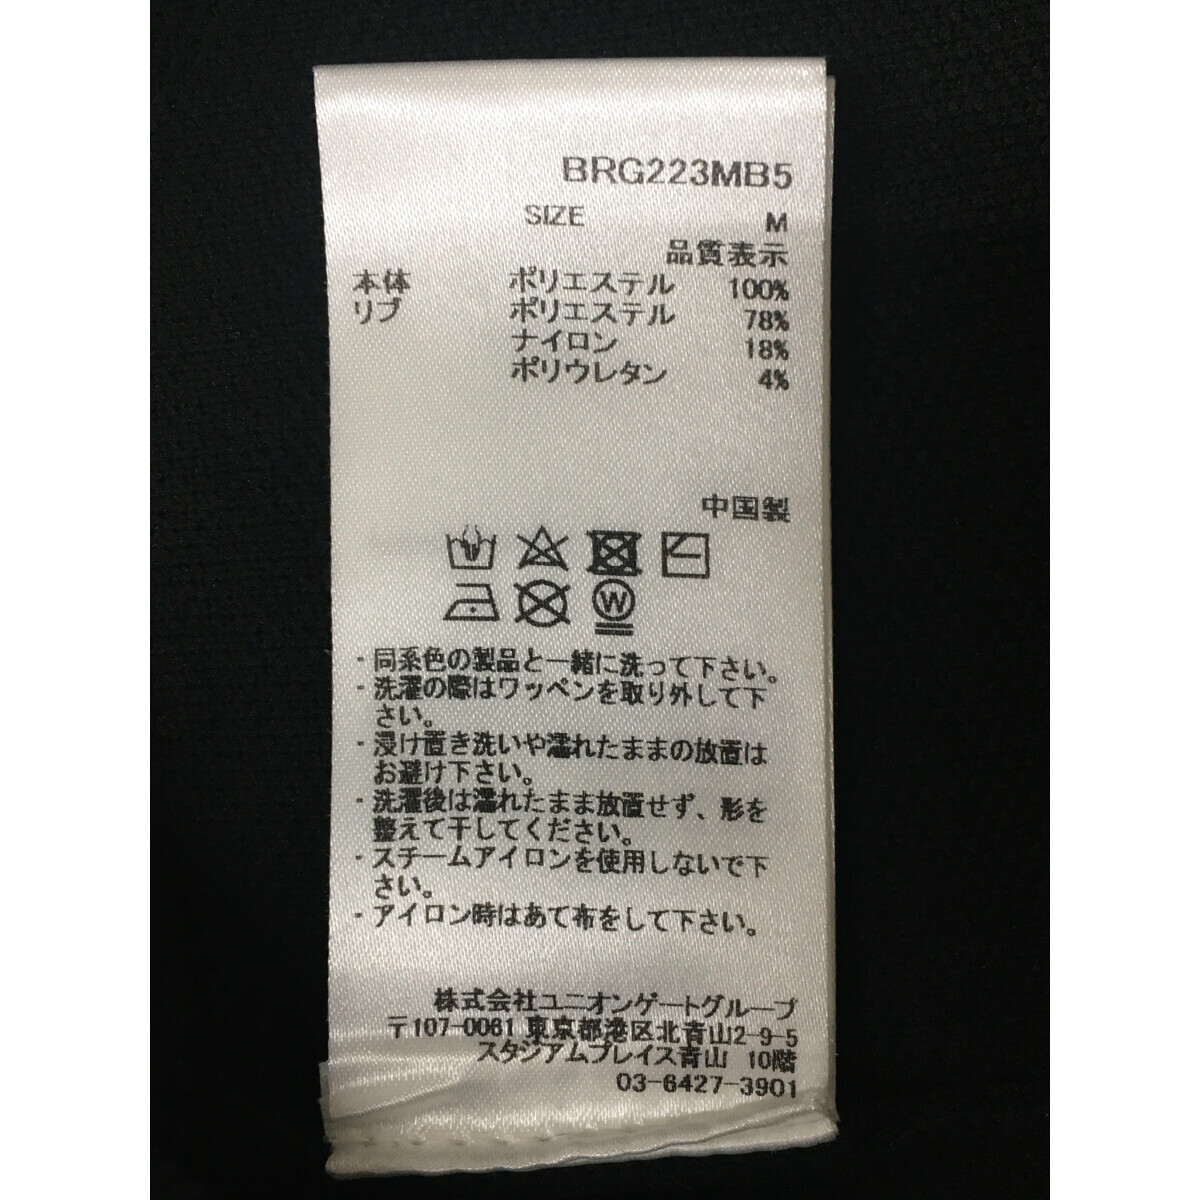 BRG223MB5
SIZE M
品質表示
本体 ポリエステル 100%
リブ ポリエステル 78%
ナイロン 18%
ポリウレタン 4%
中国製
W
・同系色の製品と一緒に洗って下さい。
・洗濯の際はワッペンを取り外して下
さい。
・浸け置き洗いや濡れたままの放置は
お避け下さい。
・洗濯後は濡れたまま放置せず、形を
整えて干してください。
・スチームアイロンを使用しないで下
さい。
・アイロン時はあて布をして下さい。
株式会社ユニオンゲートグループ
〒107-0061 東京都港区北青山2-9-5
スタジアムプレイス青山 10階
03-6427-3901